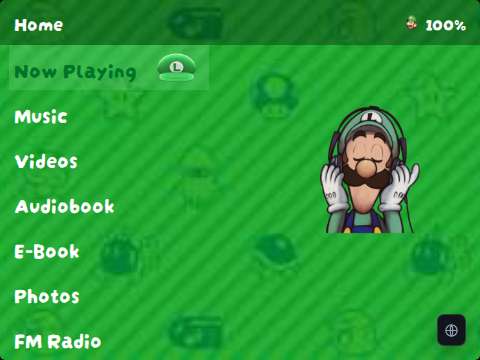 Home
100%
Now Playing
L
Music
Videos
Audiobook
E-Book
Photos
FM Radio